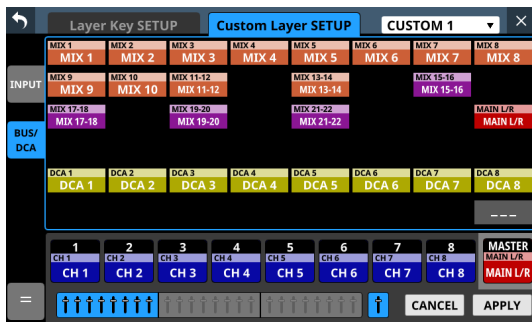 Layer Key SETUP Custom Layer SETUP CUSTOM 1
MIX 1 MIX 2 MIX 3 MIX 4 MIX 5 MIX 6 MIX 7 MIX 8
MIX 1 MIX 2 MIX 3 MIX 4 MIX 5 MIX 6 MIX 7 MIX 8
INPUT
MIX 9 MIX 10 MIX 11-12 MIX 13-14 MIX 15-16
MIX 9 MIX 10 MIX 11-12 MIX 13-14 MIX 15-16
MIX 17-18 MIX 19-20 MIX 21-22 MAIN L/R
MIX 17-18 MIX 19-20 MIX 21-22 MAIN L/R
BUS/
DCA
DCA 1 DCA 2 DCA 3 DCA 4 DCA 5 DCA 6 DCA 7 DCA 8
DCA 1 DCA 2 DCA 3 DCA 4 DCA 5 DCA 6 DCA 7 DCA 8
---
1 2 3 4 5 6 7 8 MASTER
CH 1 CH 2 CH 3 CH 4 CH 5 CH 6 CH 7 CH 8 MAIN L/R
CH 1 CH 2 CH 3 CH 4 CH 5 CH 6 CH 7 CH 8 MAIN L/R
CANCEL APPLY